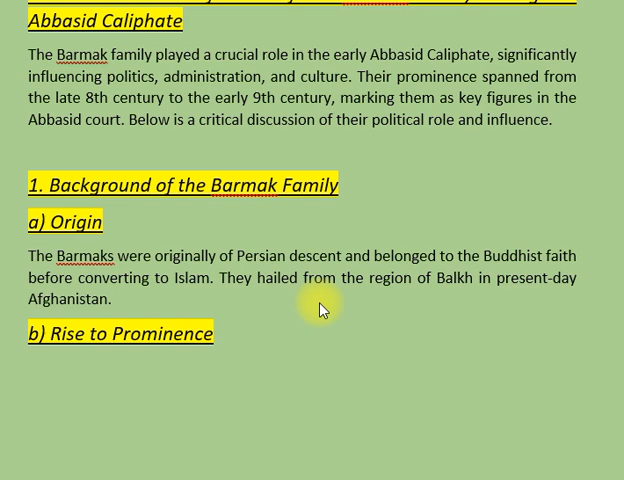 Abbasid Caliphate
The Barmak family played a crucial role in the early Abbasid Caliphate, significantly
influencing politics, administration, and culture. Their prominence spanned from
the late 8th century to the early 9th century, marking them as key figures in the
Abbasid court. Below is a critical discussion of their political role and influence.
1. Background of the Barmak Family
a) Origin
The Barmaks were originally of Persian descent and belonged to the Buddhist faith
before converting to Islam. They hailed from the region of Balkh in present-day
Afghanistan.
b) Rise to Prominence